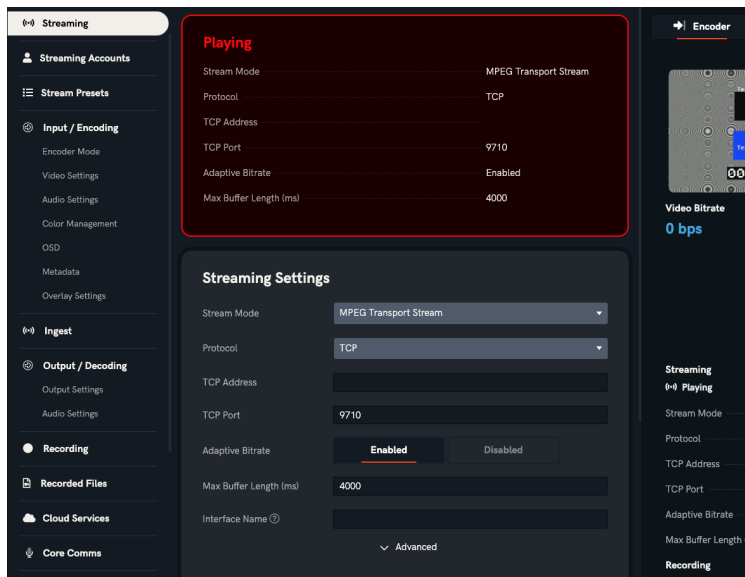 Streaming
Streaming Accounts
Stream Presets
Input / Encoding
Encoder Mode
Video Settings
Audio Settings
Color Management
OSD
Metadata
Overlay Settings
Ingest
Output / Decoding
Output Settings
Audio Settings
Recording
Recorded Files
Cloud Services
Core Comms
Playing
Stream Mode MPEG Transport Stream
Protocol TCP
TCP Address
TCP Port 9710
Adaptive Bitrate Enabled
Max Buffer Length (ms) 4000
Streaming Settings
Stream Mode MPEG Transport Stream
Protocol TCP
TCP Address
TCP Port 9710
Adaptive Bitrate Enabled Disabled
Max Buffer Length (ms) 4000
Interface Name ?
Advanced
Encoder
Te
Te
00
Video Bitrate
0 bps
Streaming
Playing
Stream Mode
Protocol
TCP Address
TCP Port
Adaptive Bitrate
Max Buffer Length
Recording